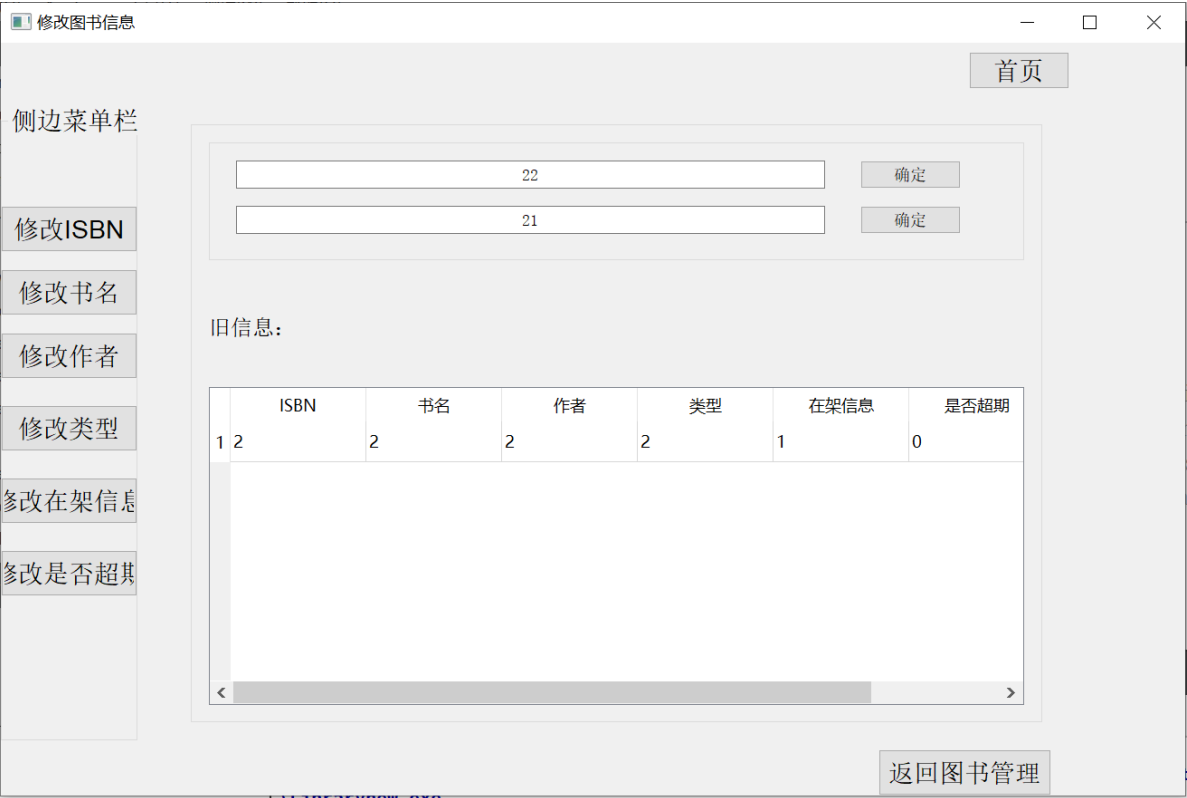 修改图书信息
首页
侧边菜单栏
22 确定
21 确定
修改ISBN
修改书名
修改作者
修改类型
修改在架信息
修改是否超期
旧信息：
ISBN 书名 作者 类型 在架信息 是否超期
1 2 2 2 2 1 0
返回图书管理